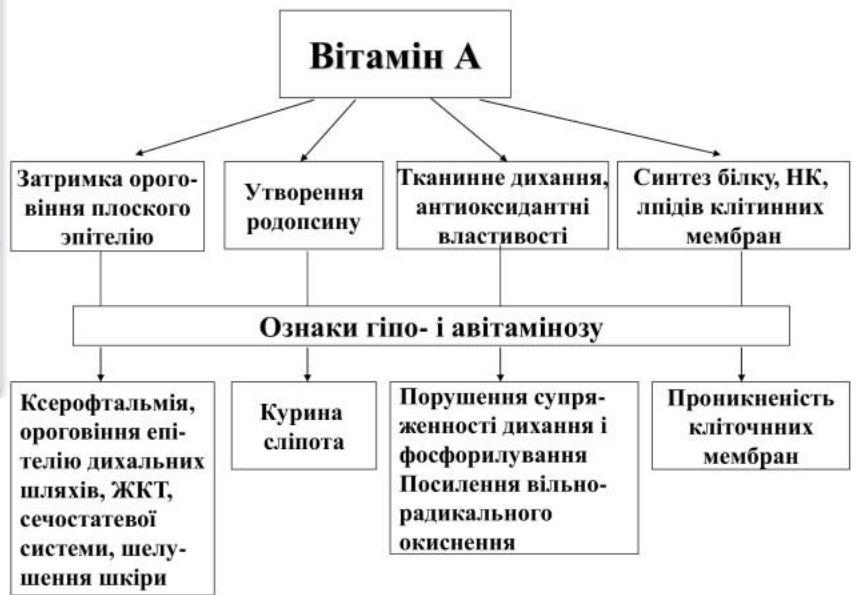 Вітамін А
Затримка орого-
віння плоского
эпітелію
Утворення
родопсину
Тканинне дихання,
антиоксидантні
властивості
Синтез білку, НК,
лпідів клітинних
мембран
Ознаки гіпо- і авітамінозу
Ксерофтальмія,
ороговіння епі-
телію дихальних
шляхів, ЖКТ,
сечостатевої
системи, шелу-
шення шкіри
Курина
сліпота
Порушення супря-
женності дихання і
фосфорилування
Посилення вільно-
радикального
окиснення
Проникненість
кліточнних
мембран